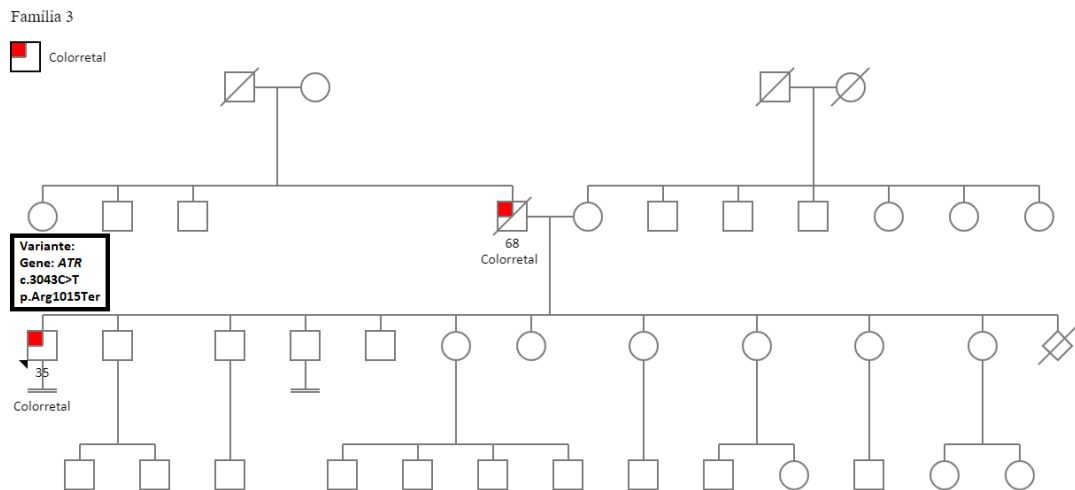 Família 3
Colorretal
68
Colorretal
Variante:
Gene: ATR
c.3043C>T
p.Arg1015Ter
35
Colorretal